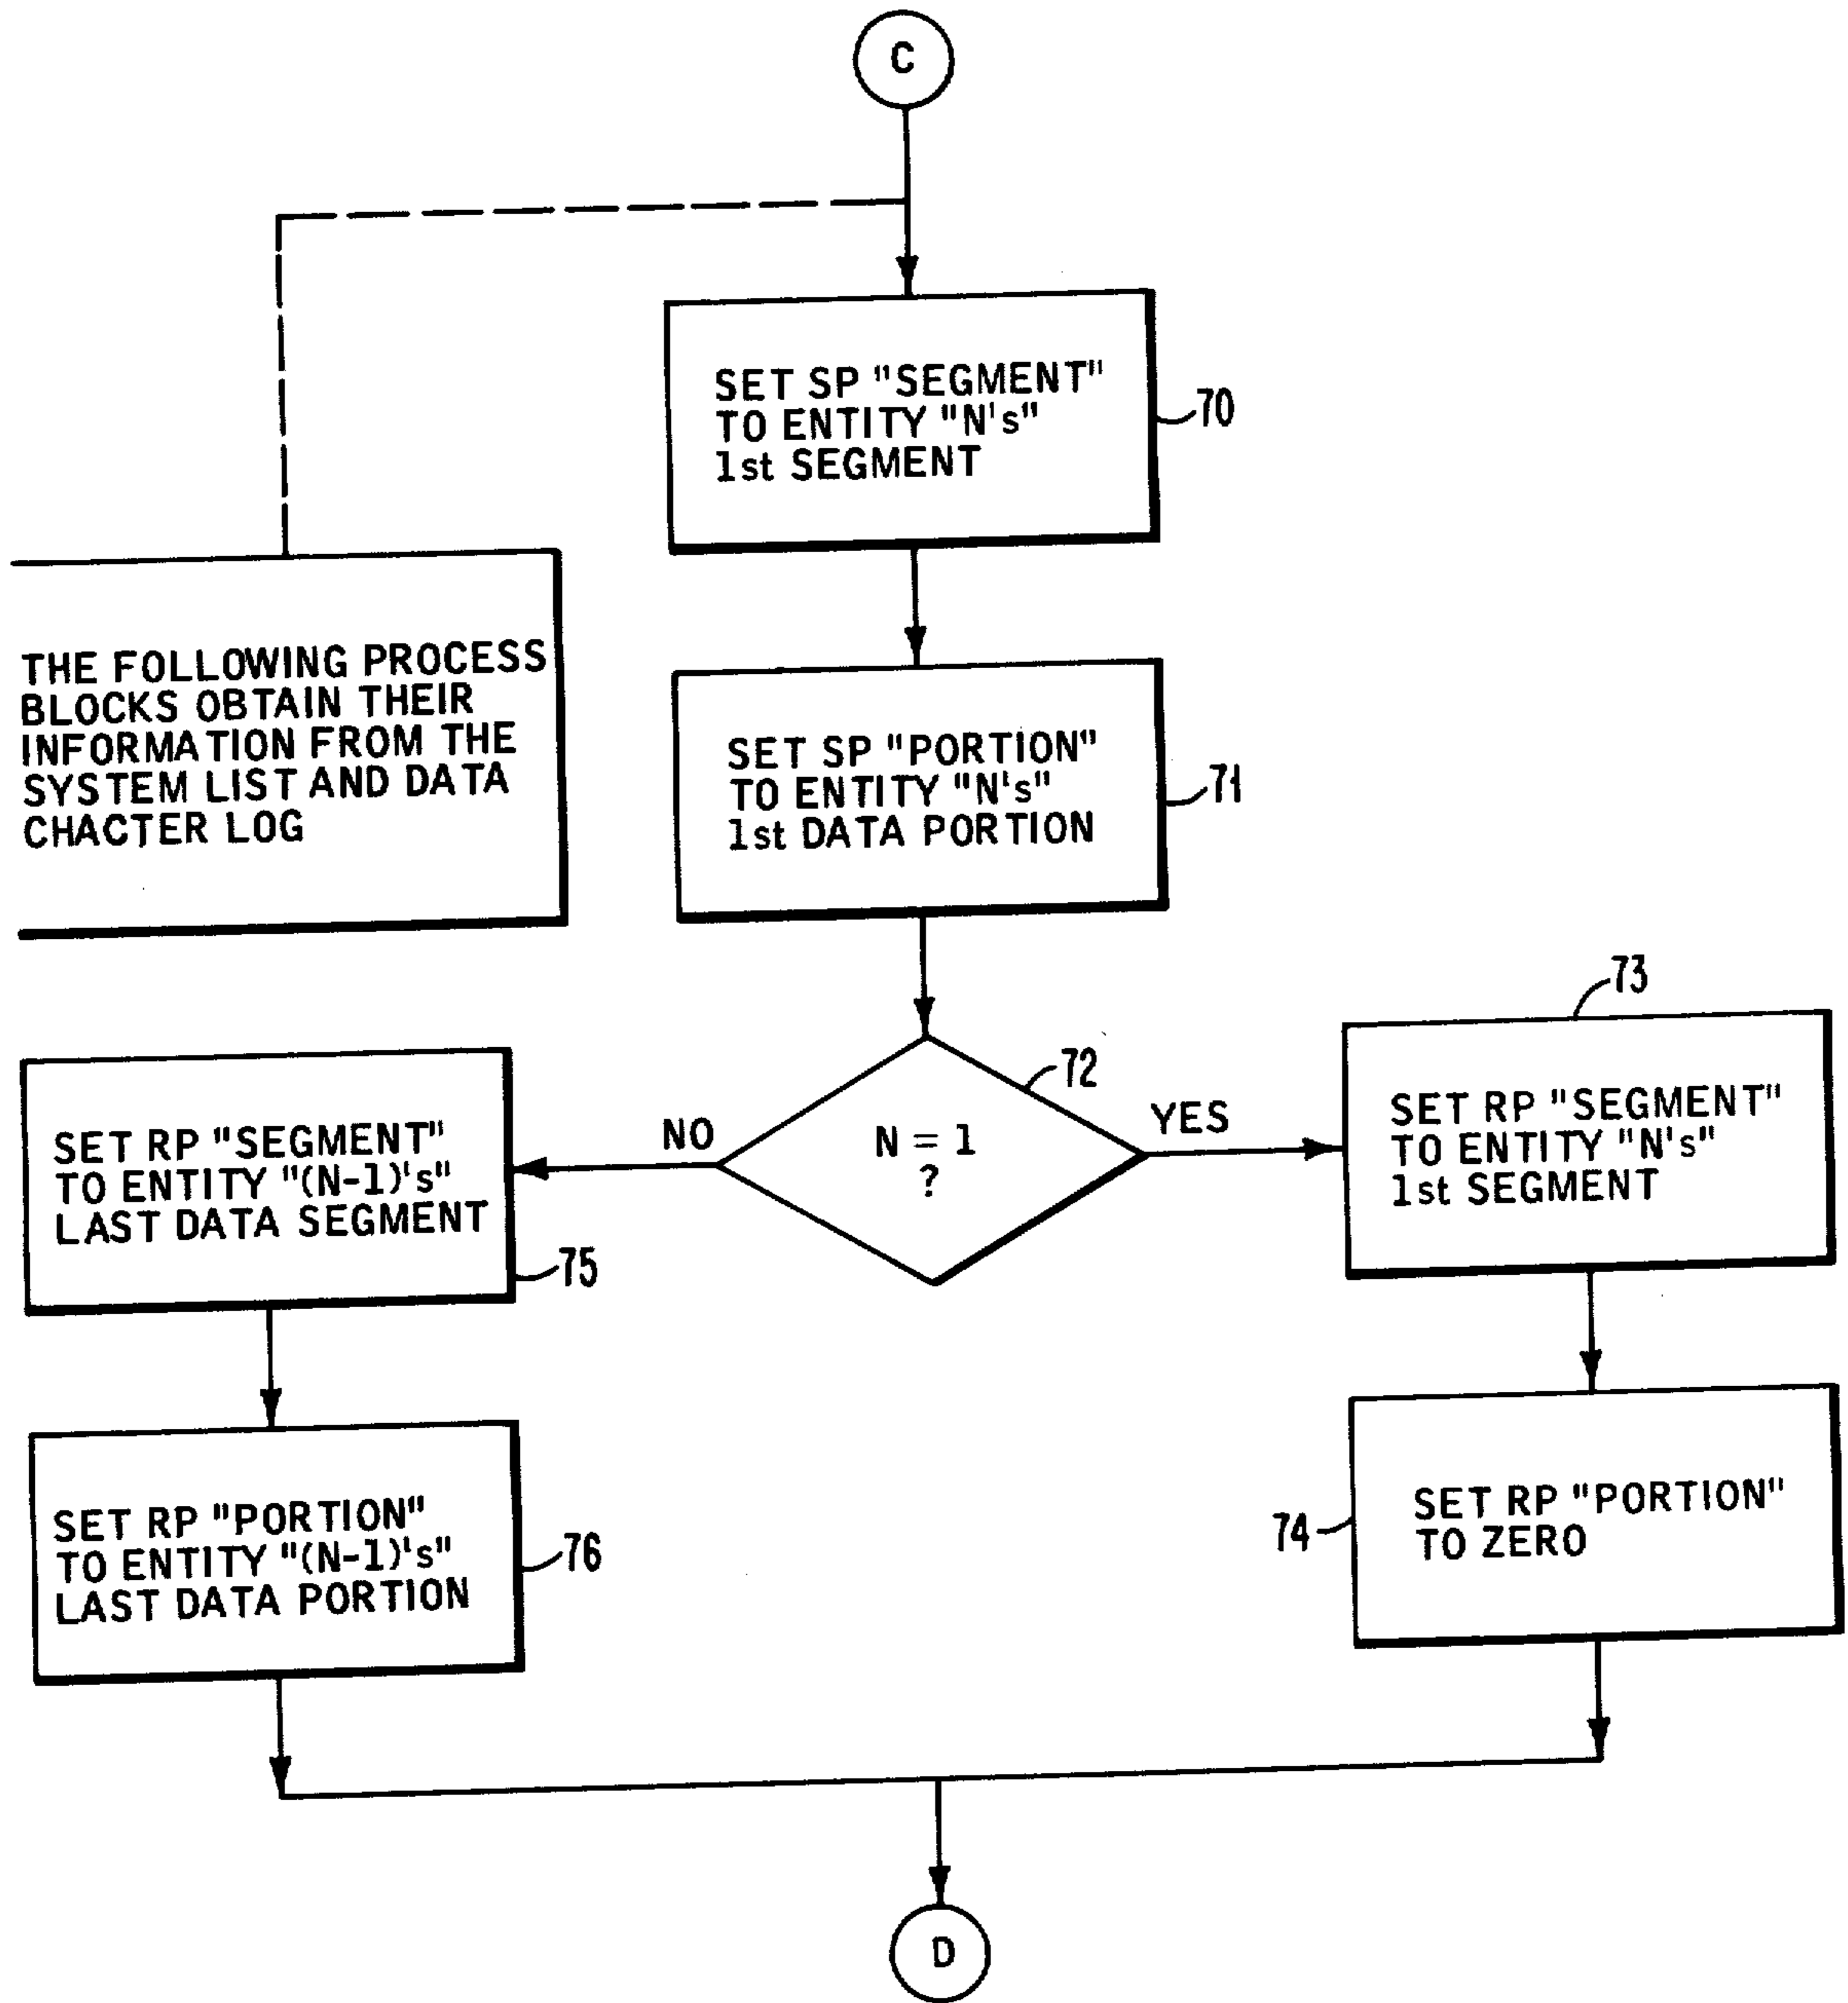 C
SET SP "SEGMENT"
TO ENTITY "N's"
1st SEGMENT
70
THE FOLLOWING PROCESS
BLOCKS OBTAIN THEIR
INFORMATION FROM THE
SYSTEM LIST AND DATA
CHACTER LOG
SET SP "PORTION"
TO ENTITY "N's"
1st DATA PORTION
71
72
N = 1
?
NO
YES
73
SET RP "SEGMENT"
TO ENTITY "N's"
1st SEGMENT
SET RP "SEGMENT"
TO ENTITY "(N-1)'s"
LAST DATA SEGMENT
75
SET RP "PORTION"
TO ENTITY "(N-1)'s"
LAST DATA PORTION
76
74
SET RP "PORTION"
TO ZERO
D